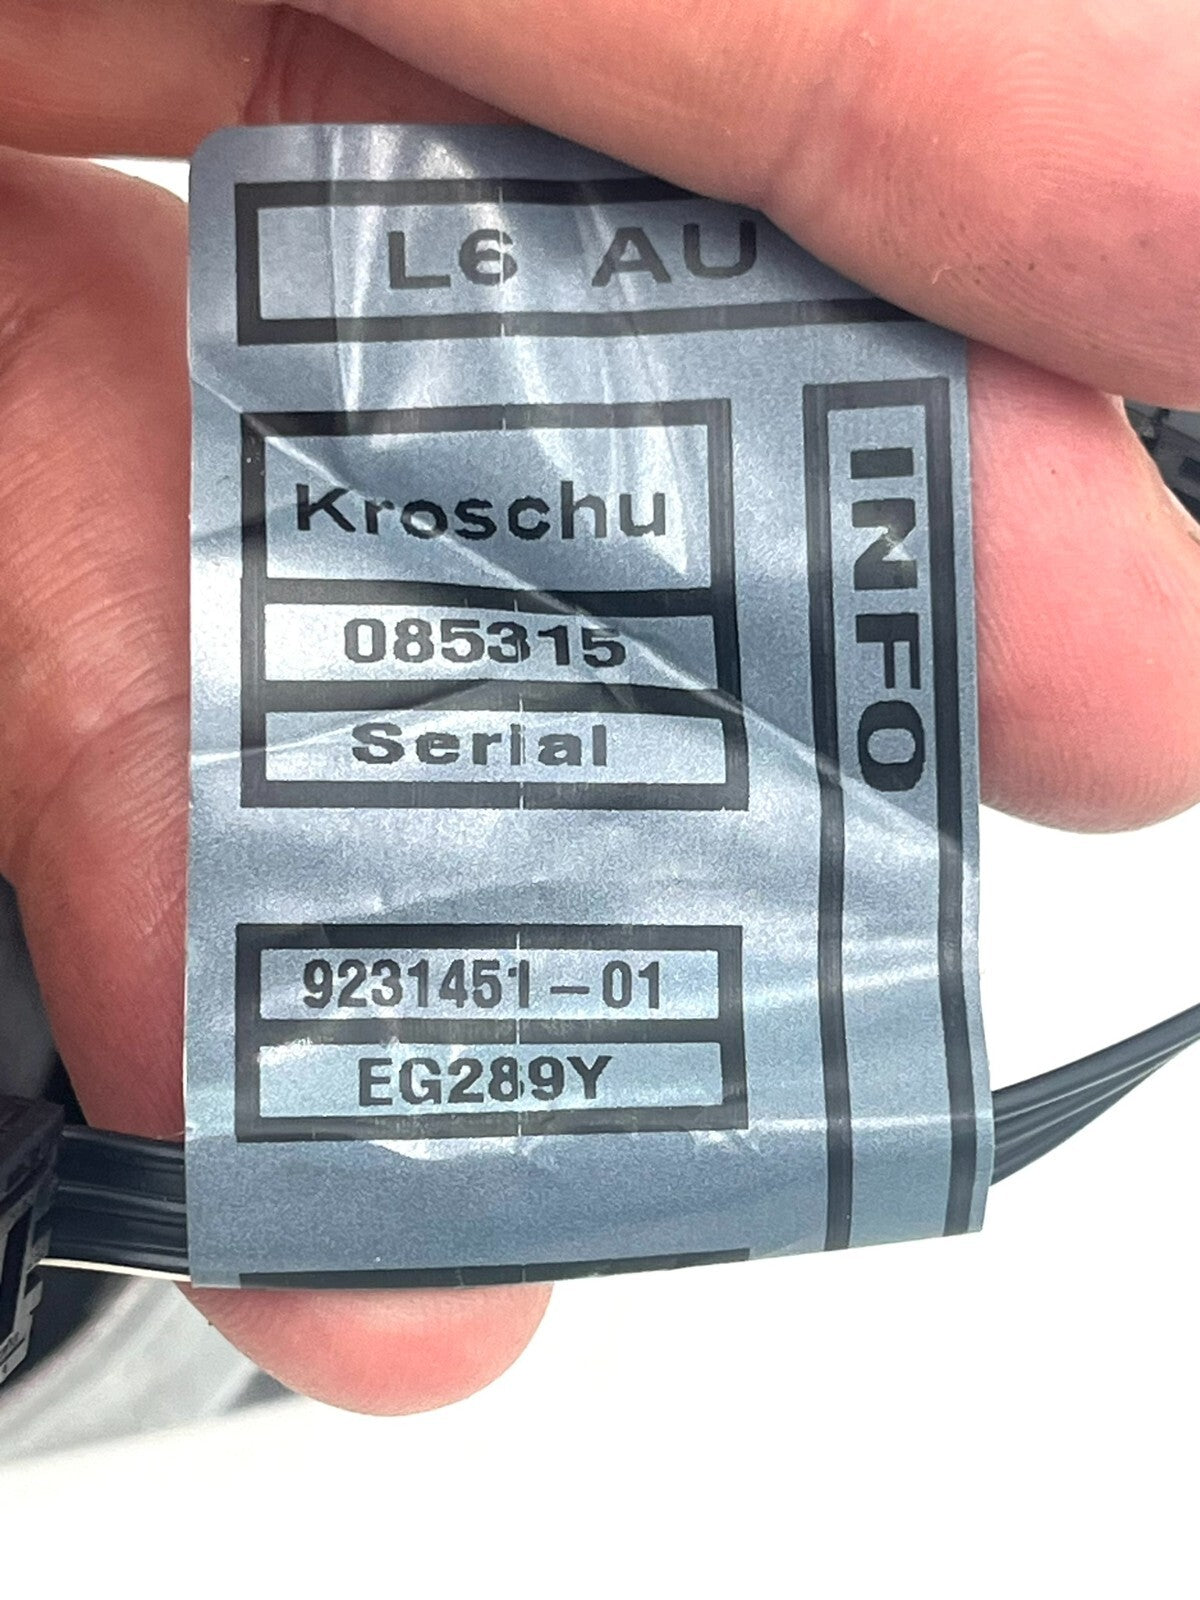 L6 AU
Kroschu
085315
Serial
9231451-01
EG289Y
INFO